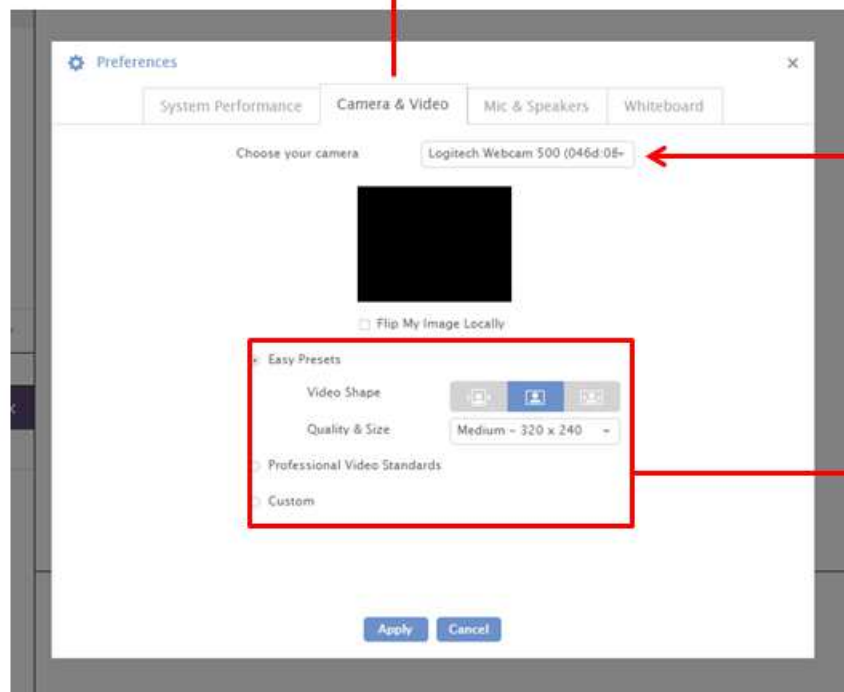 Preferences
System Performance Camera & Video Mic & Speakers Whiteboard
Choose your camera Logitech Webcam 500 (046d:08
Flip My Image Locally
Easy Presets
Video Shape
Quality & Size Medium - 320 x 240
Professional Video Standards
Custom
Apply Cancel